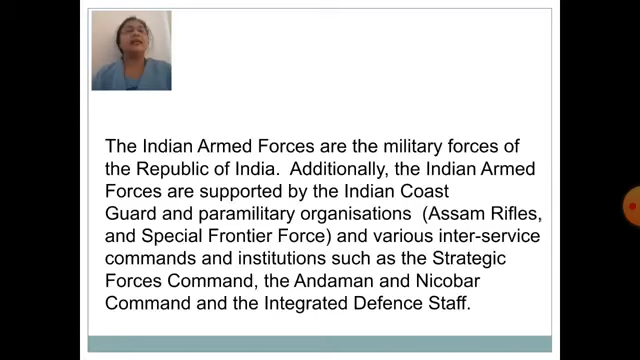 The Indian Armed Forces are the military forces of
the Republic of India.  Additionally, the Indian Armed
Forces are supported by the Indian Coast
Guard and paramilitary organisations  (Assam Rifles,
and Special Frontier Force) and various inter-service
commands and institutions such as the Strategic
Forces Command, the Andaman and Nicobar
Command and the Integrated Defence Staff.